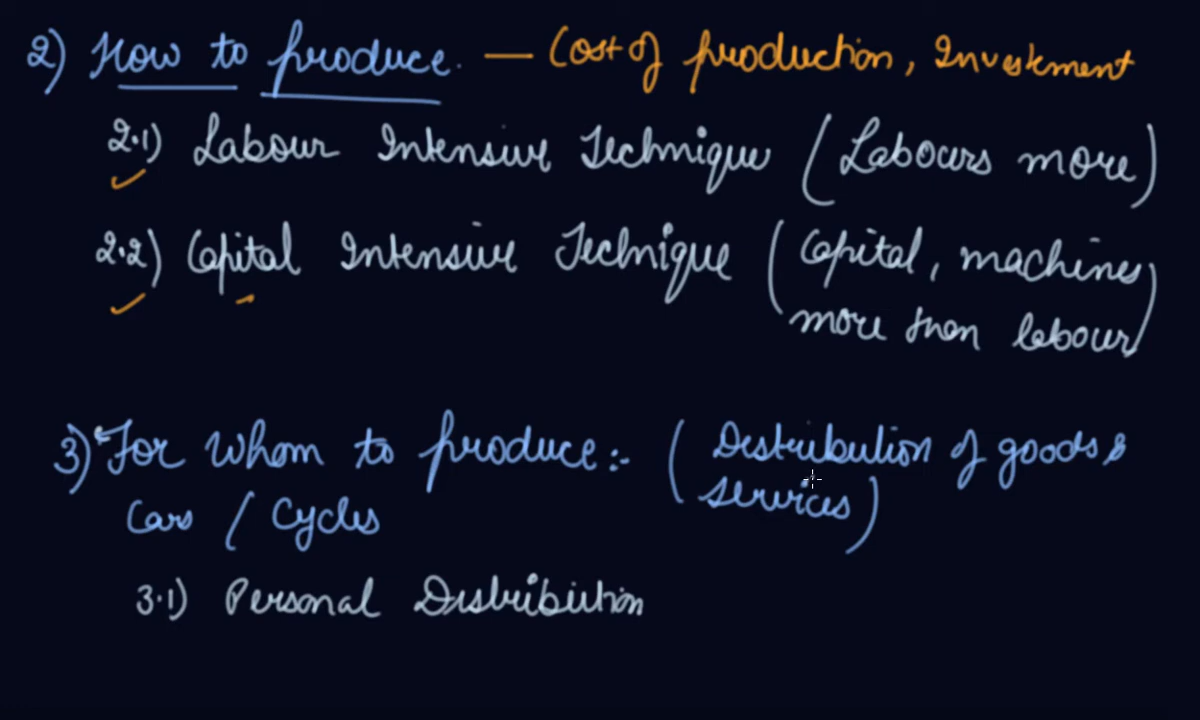 2) How to produce. — Cost of production, Investment
2.1) Labour Intensive Technique (Labours more)
2.2) Capital Intensive Technique (Capital, machines,
more than labour)
3) For whom to produce:- (Distribution of goods &
Cars / Cycles services)
3.1) Personal Distribution